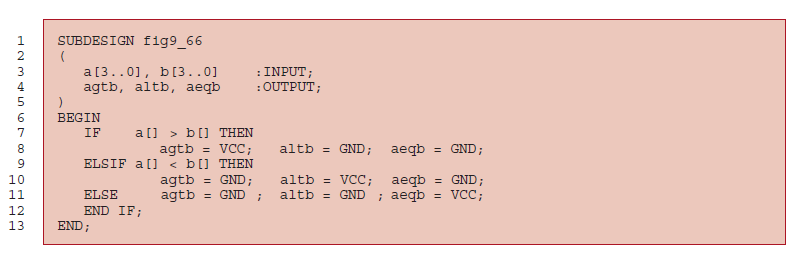 1 SUBDESIGN fig9_66
2 (
3 a[3..0], b[3..0] :INPUT;
4 agtb, altb, aeqb :OUTPUT;
5 )
6 BEGIN
7 IF a[] > b[] THEN
8 agtb = VCC; altb = GND; aeqb = GND;
9 ELSIF a[] < b[] THEN
10 agtb = GND; altb = VCC; aeqb = GND;
11 ELSE agtb = GND ; altb = GND ; aeqb = VCC;
12 END IF;
13 END;